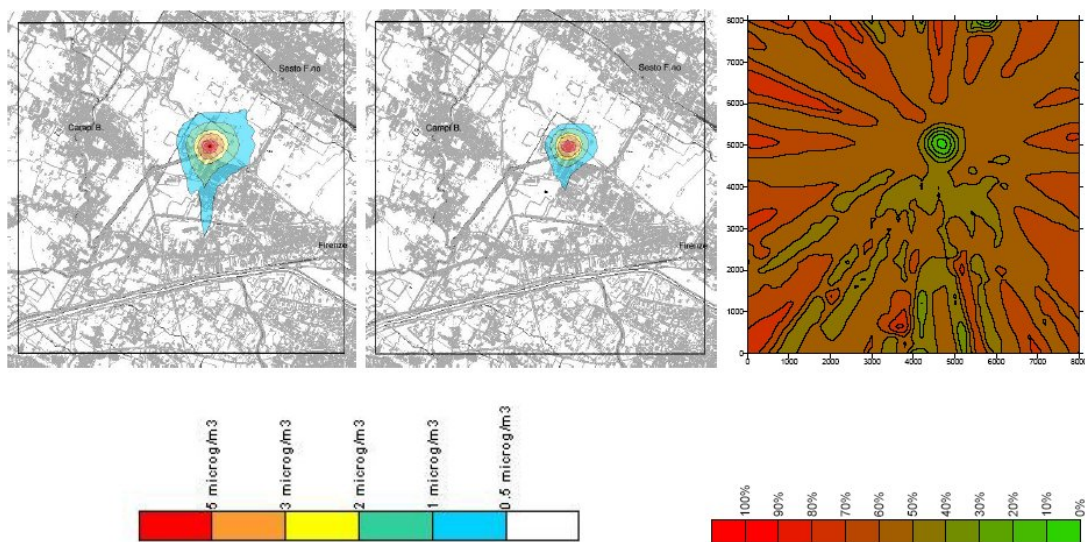 Sesto F.no
Campi B.
Firenze
Sesto F.no
Campi B.
Firenze
8000
7000
6000
5000
4000
3000
2000
1000
0
0 1000 2000 3000 4000 5000 6000 7000 8000
5 microg/m3
3 microg/m3
2 microg/m3
1 microg/m3
0.5 microg/m3
100%
90%
80%
70%
60%
50%
40%
30%
20%
10%
0%